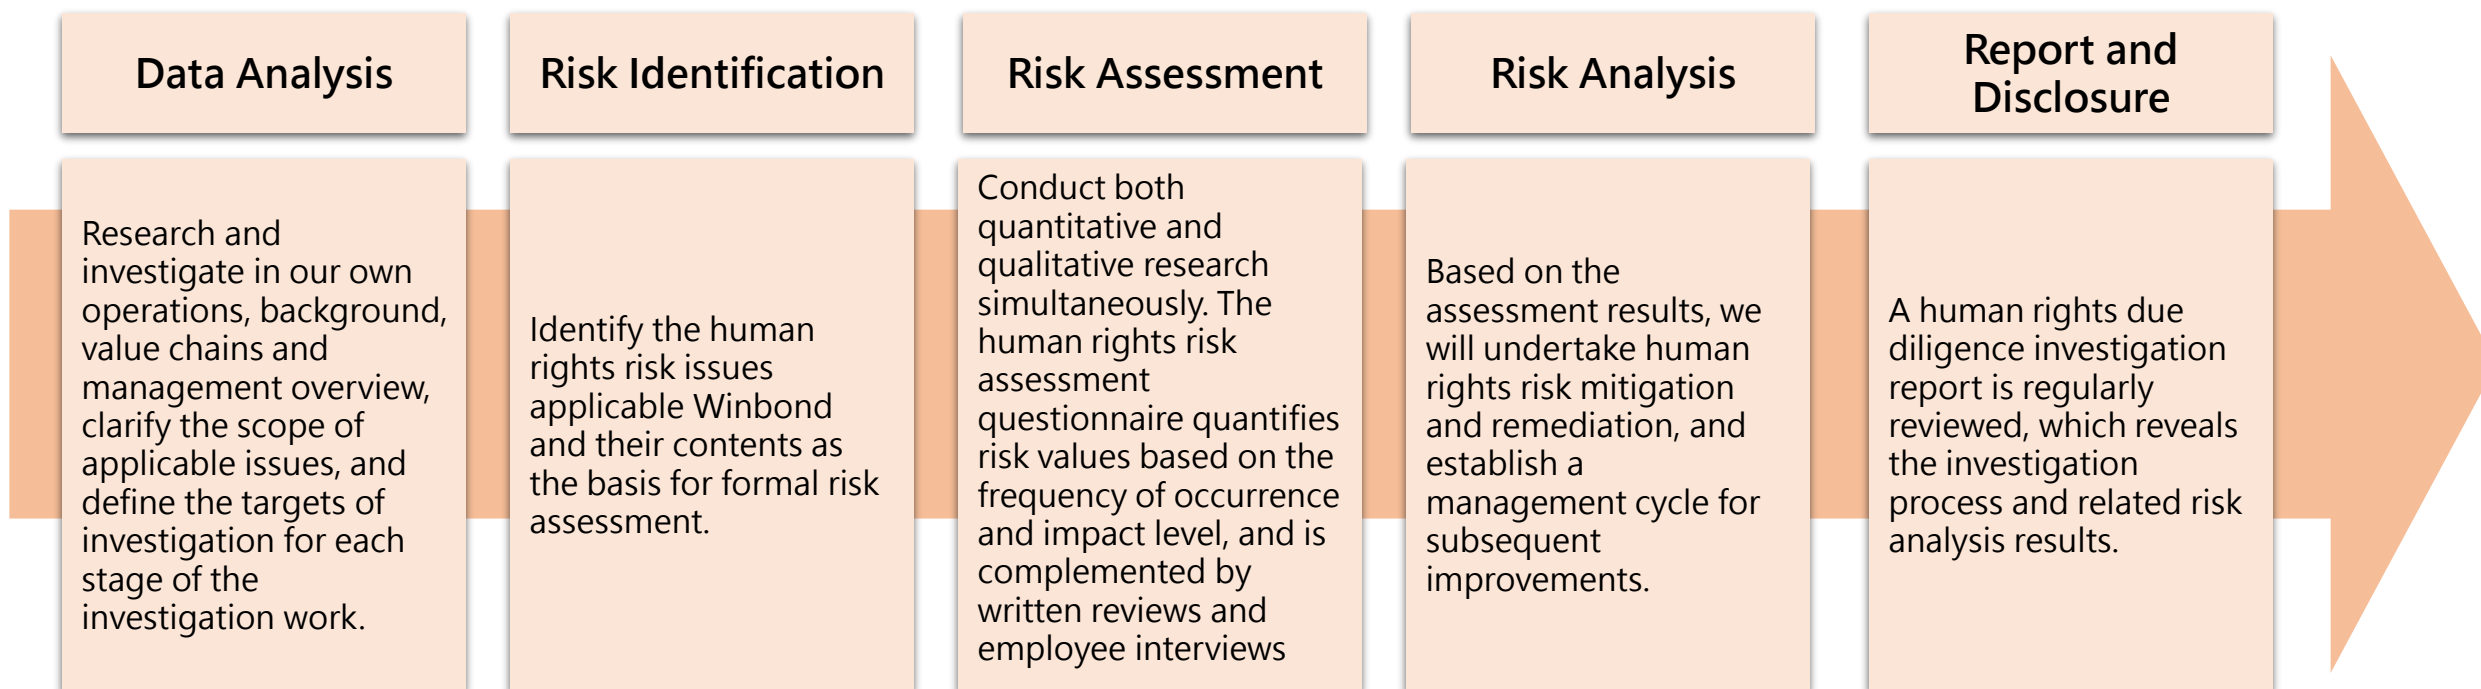 Data Analysis
Research and
investigate in our own
operations, background,
value chains and
management overview,
clarify the scope of
applicable issues, and
define the targets of
investigation for each
stage of the
investigation work.
Risk Identification
Identify the human
rights risk issues
applicable Winbond
and their contents as
the basis for formal risk
assessment.
Risk Assessment
Conduct both
quantitative and
qualitative research
simultaneously. The
human rights risk
assessment
questionnaire quantifies
risk values based on the
frequency of occurrence
and impact level, and is
complemented by
written reviews and
employee interviews
Risk Analysis
Based on the
assessment results, we
will undertake human
rights risk mitigation
and remediation, and
establish a
management cycle for
subsequent
improvements.
Report and
Disclosure
A human rights due
diligence investigation
report is regularly
reviewed, which reveals
the investigation
process and related risk
analysis results.